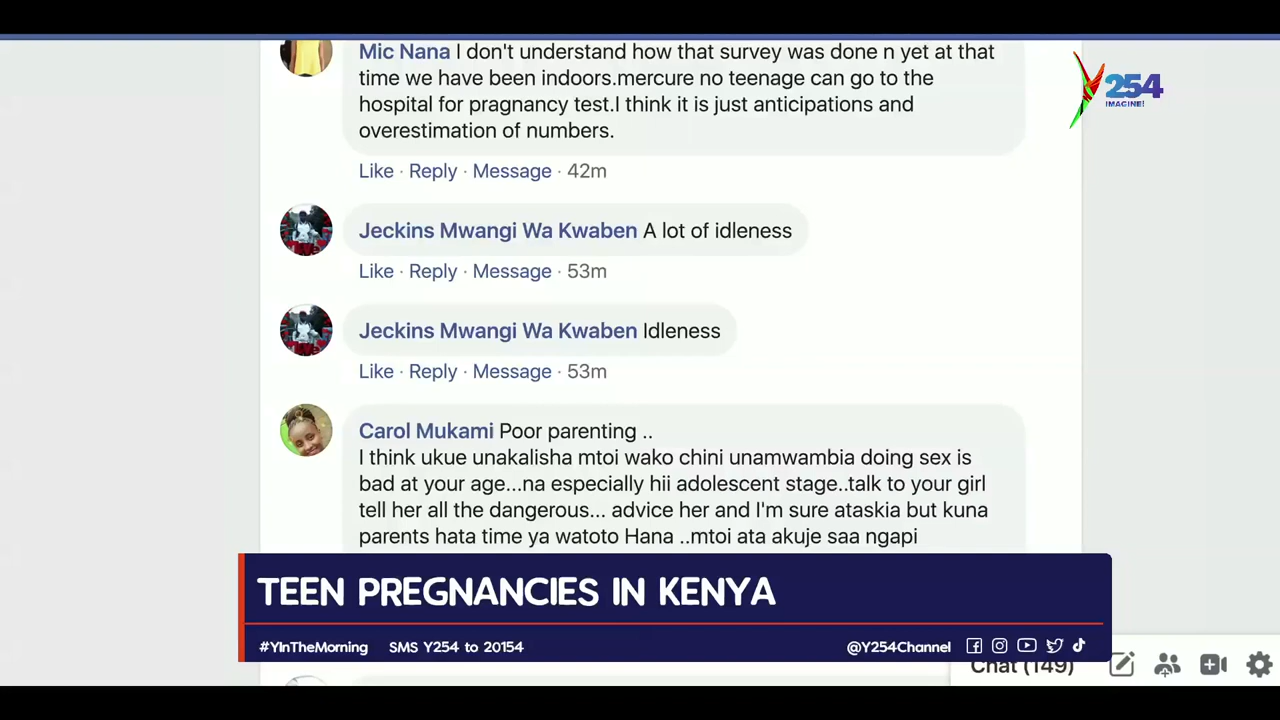 Mic Nana I don't understand how that survey was done n yet at that
time we have been indoors.mercure no teenage can go to the
hospital for pragnancy test.I think it is just anticipations and
overestimation of numbers.
Like · Reply · Message · 42m
Jeckins Mwangi Wa Kwaben A lot of idleness
Like · Reply · Message · 53m
Jeckins Mwangi Wa Kwaben Idleness
Like · Reply · Message · 53m
Carol Mukami Poor parenting ..
I think ukue unakalisha mtoi wako chini unamwambia doing sex is
bad at your age...na especially hii adolescent stage..talk to your girl
tell her all the dangerous... advice her and I'm sure ataskia but kuna
parents hata time ya watoto Hana ..mtoi ata akuje saa ngapi
Y254
IMAGINE!
TEEN PREGNANCIES IN KENYA
#YInTheMorning SMS Y254 to 20154 @Y254Channel
Chat (149)